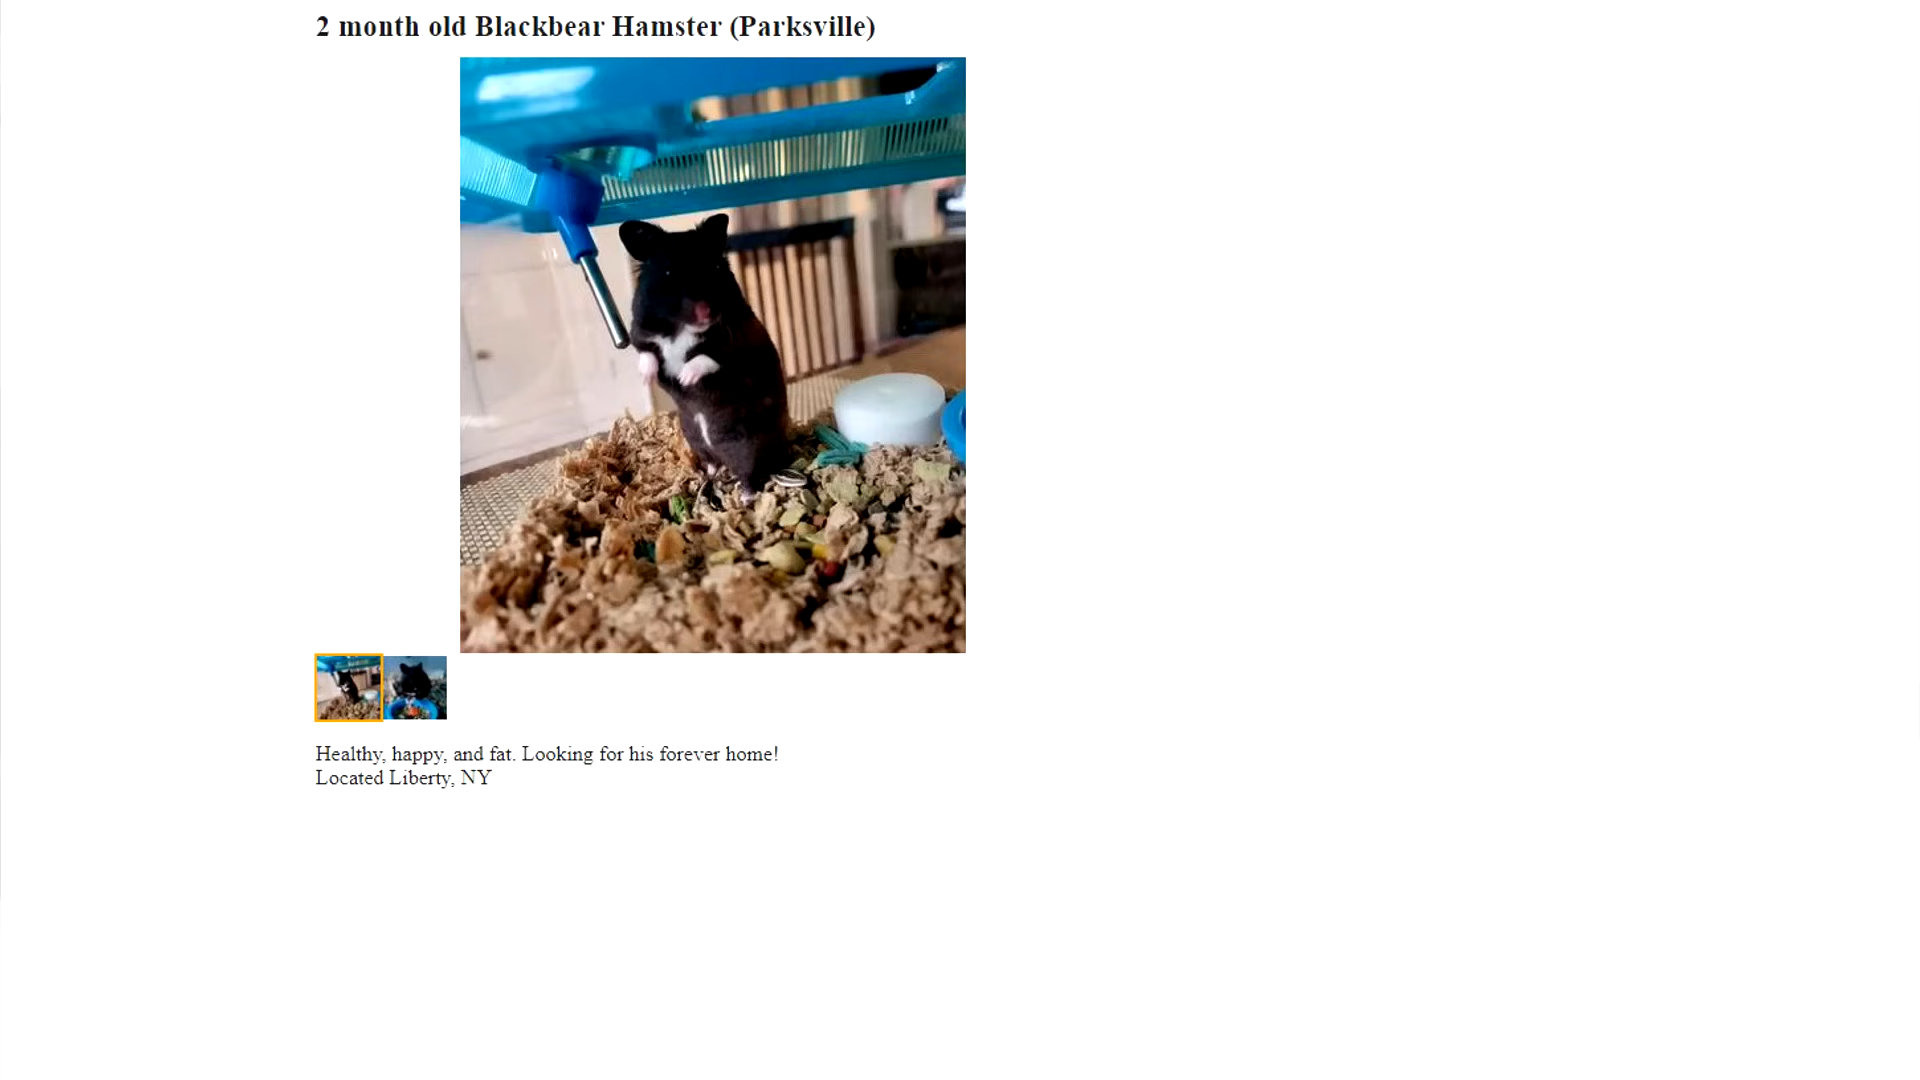 2 month old Blackbear Hamster (Parksville)
Healthy, happy, and fat. Looking for his forever home!
Located Liberty, NY